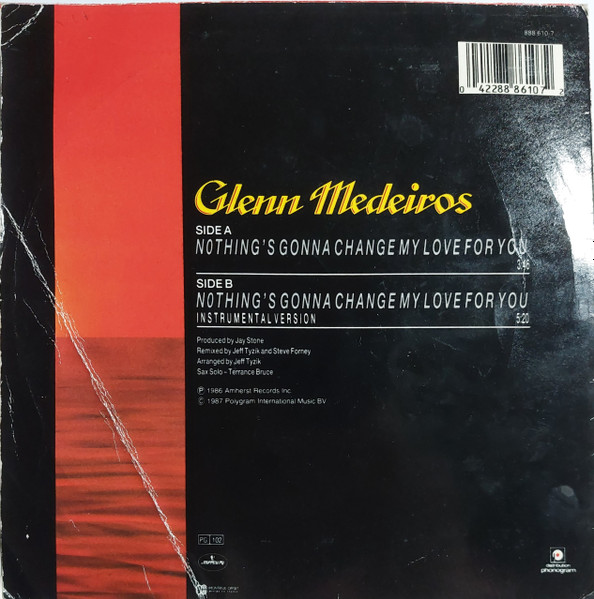 888 610-7
0 42288 86107 2
Glenn Medeiros
SIDE A
NOTHING'S GONNA CHANGE MY LOVE FOR YOU
3:46
SIDE B
NOTHING'S GONNA CHANGE MY LOVE FOR YOU
INSTRUMENTAL VERSION 5:20
Produced by Jay Stone
Remixed by Jeff Tyzik and Steve Forney
Arranged by Jeff Tyzik
Sax Solo - Terrance Bruce
Ⓟ 1986 Amherst Records Inc.
Ⓒ 1987 Polygram International Music BV
PG 102
distribution
phonogram